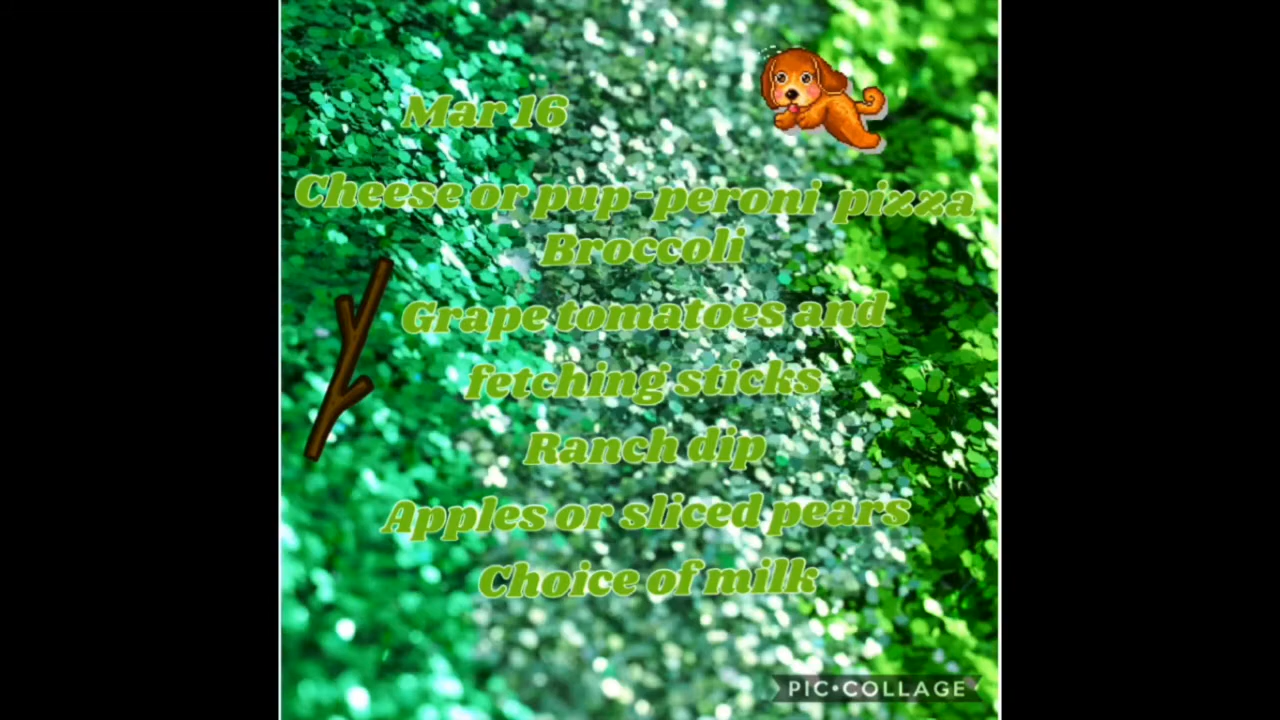 Mar 16
Cheese or pup-peroni pizza
Broccoli
Grape tomatoes and
fetching sticks
Ranch dip
Apples or sliced pears
Choice of milk
PIC•COLLAGE